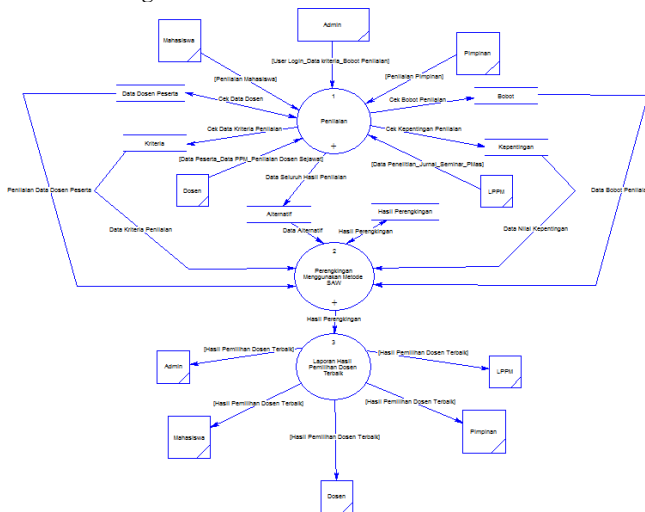 Admin
Mahasiswa
Pimpinan
[User Login_Data kriteria_Bobot Penilaian]
[Penilaian Mahasiswa]
[Penilaian Pimpinan]
Data Dosen Peserta
Cek Data Dosen
1
Penilaian
+
Cek Bobot Penilaian
Bobot
Cek Data Kriteria Penilaian
Cek Kepentingan Penilaian
Kriteria
Kepentingan
[Data Peserta_Data PPM_Penilaian Dosen Sejawat]
[Data Penelitian_Jurnal_Seminar_PMas]
Dosen
Data Seluruh Hasil Penilaian
LPPM
Penilaian Data Dosen Peserta
Data Bobot Penilaian
Alternatif
Hasil Perengkingan
Data Kriteria Penilaian
Data Alternatif
Hasil Perengkingan
Data Nilai Kepentingan
2
Perengkingan
Menggunakan Metode
SAW
+
Hasil Perengkingan
3
Laporan Hasil
Pemilihan Dosen
Terbaik
[Hasil Pemilihan Dosen Terbaik]
[Hasil Pemilihan Dosen Terbaik]
Admin
LPPM
[Hasil Pemilihan Dosen Terbaik]
[Hasil Pemilihan Dosen Terbaik]
Mahasiswa
Pimpinan
[Hasil Pemilihan Dosen Terbaik]
Dosen